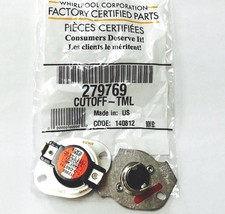 WHIRLPOOL CORPORATION
FACTORY CERTIFIED PARTS
PIÈCES CERTIFIÉES
Consumers Deserve It!
Les clients le méritent!
279769
CUTOFF-TML
Made in: US
CODE: 140812